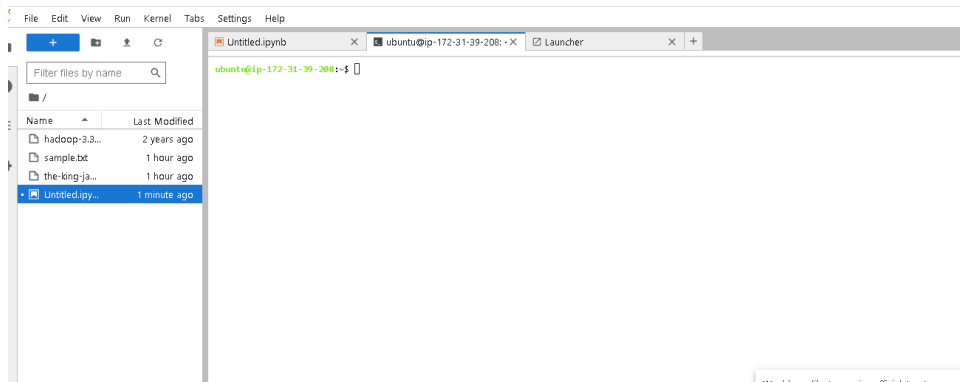 File Edit View Run Kernel Tabs Settings Help
Untitled.ipynb ubuntu@ip-172-31-39-208: Launcher
ubuntu@ip-172-31-39-208:~$
Filter files by name
/
Name Last Modified
hadoop-3.3... 2 years ago
sample.txt 1 hour ago
the-king-ja... 1 hour ago
Untitled.ipy... 1 minute ago